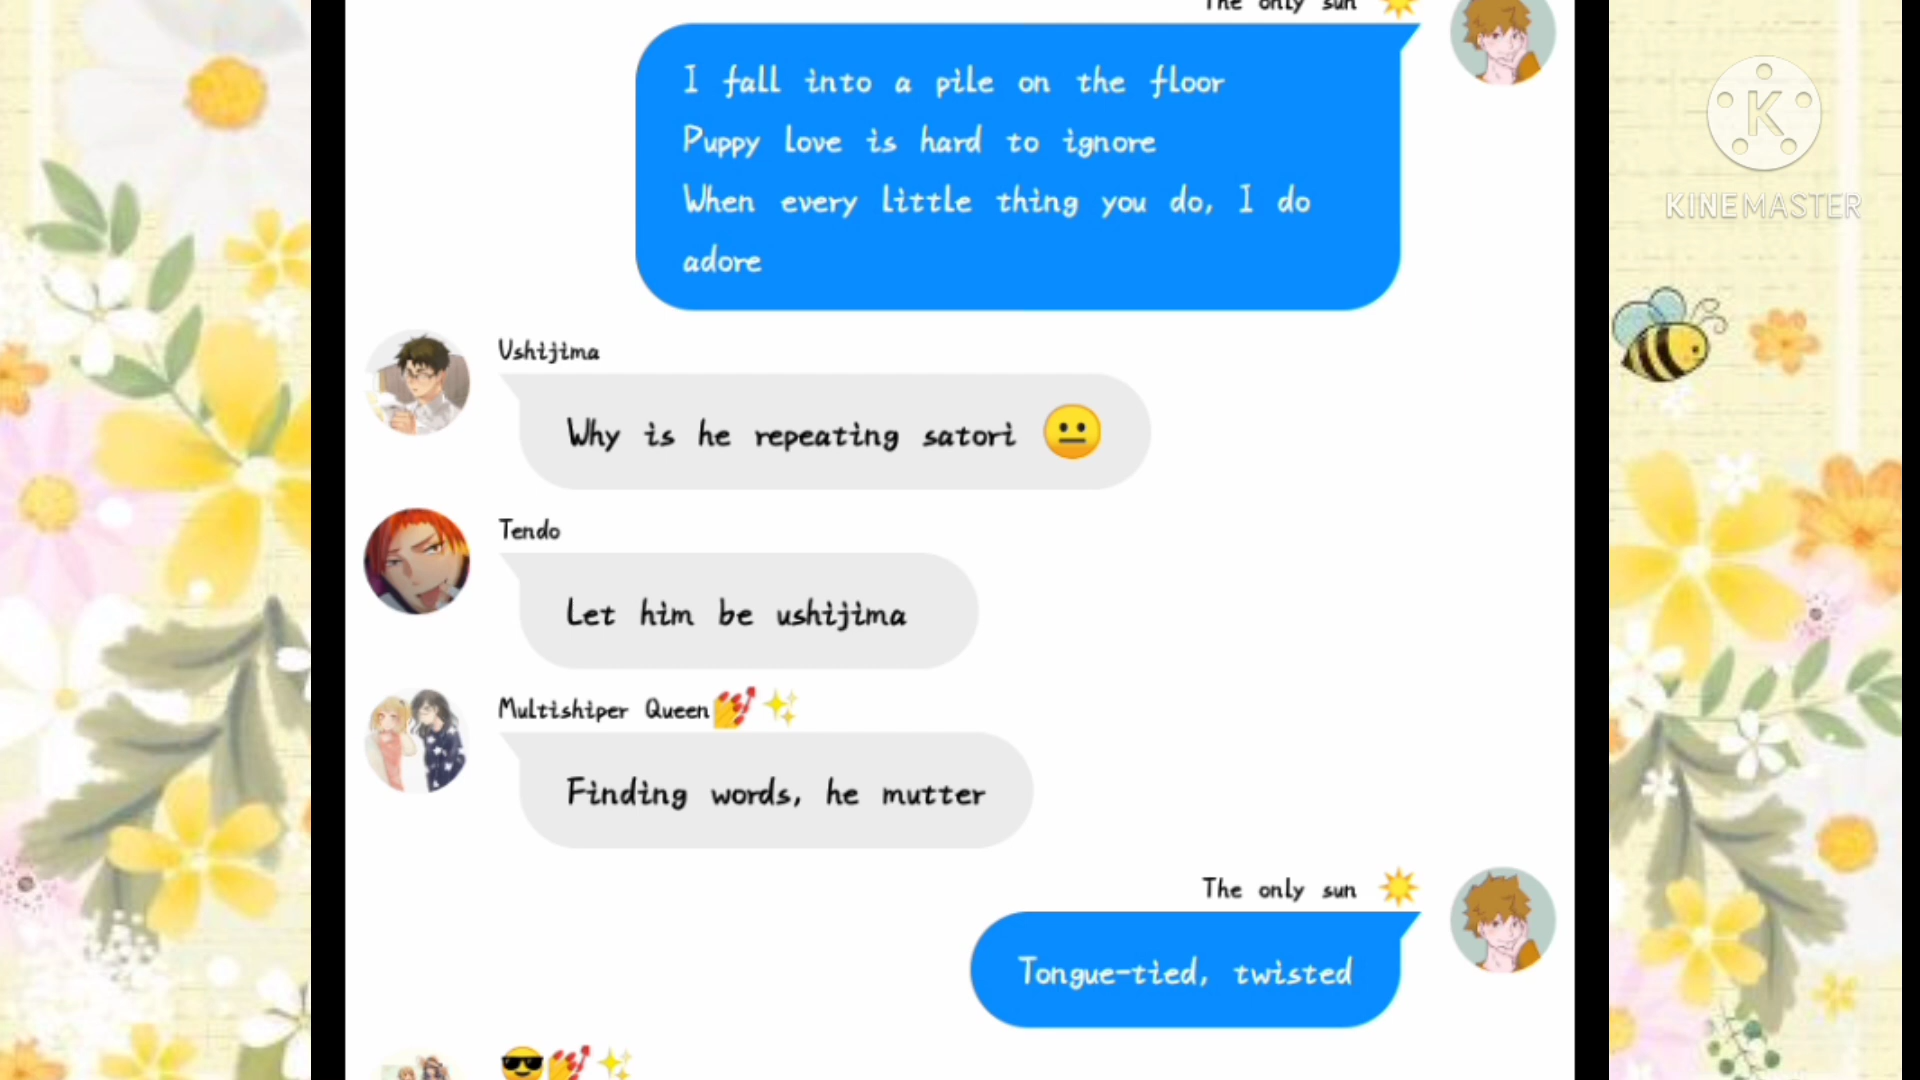 The only sun ☀️
I fall into a pile on the floor
Puppy love is hard to ignore
When every little thing you do, I do
adore
KINEMASTER
Ushijima
Why is he repeating satori 😐
Tendo
Let him be ushijima
Multishiper Queen💅✨
Finding words, he mutter
The only sun ☀️
Tongue-tied, twisted
😎💅✨